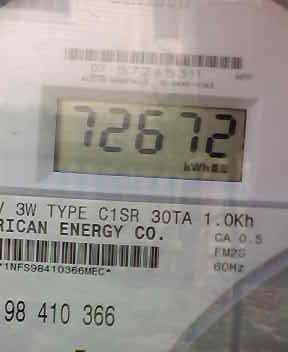 72672
kWh
V 3W TYPE C1SR 30TA 1.0Kh
RICAN ENERGY CO.
CA 0.5
FM2S
60Hz
*1NFS98410366MEC*
98 410 366